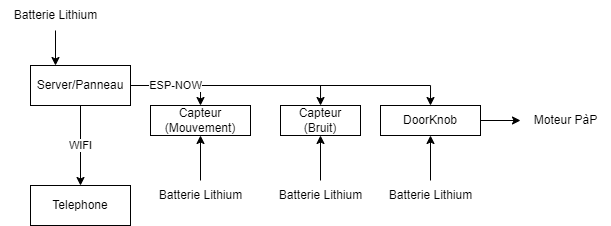 Batterie Lithium
Server/Panneau
ESP-NOW
Capteur
(Mouvement)
Capteur
(Bruit)
DoorKnob
Moteur PàP
WIFI
Batterie Lithium
Batterie Lithium
Batterie Lithium
Telephone